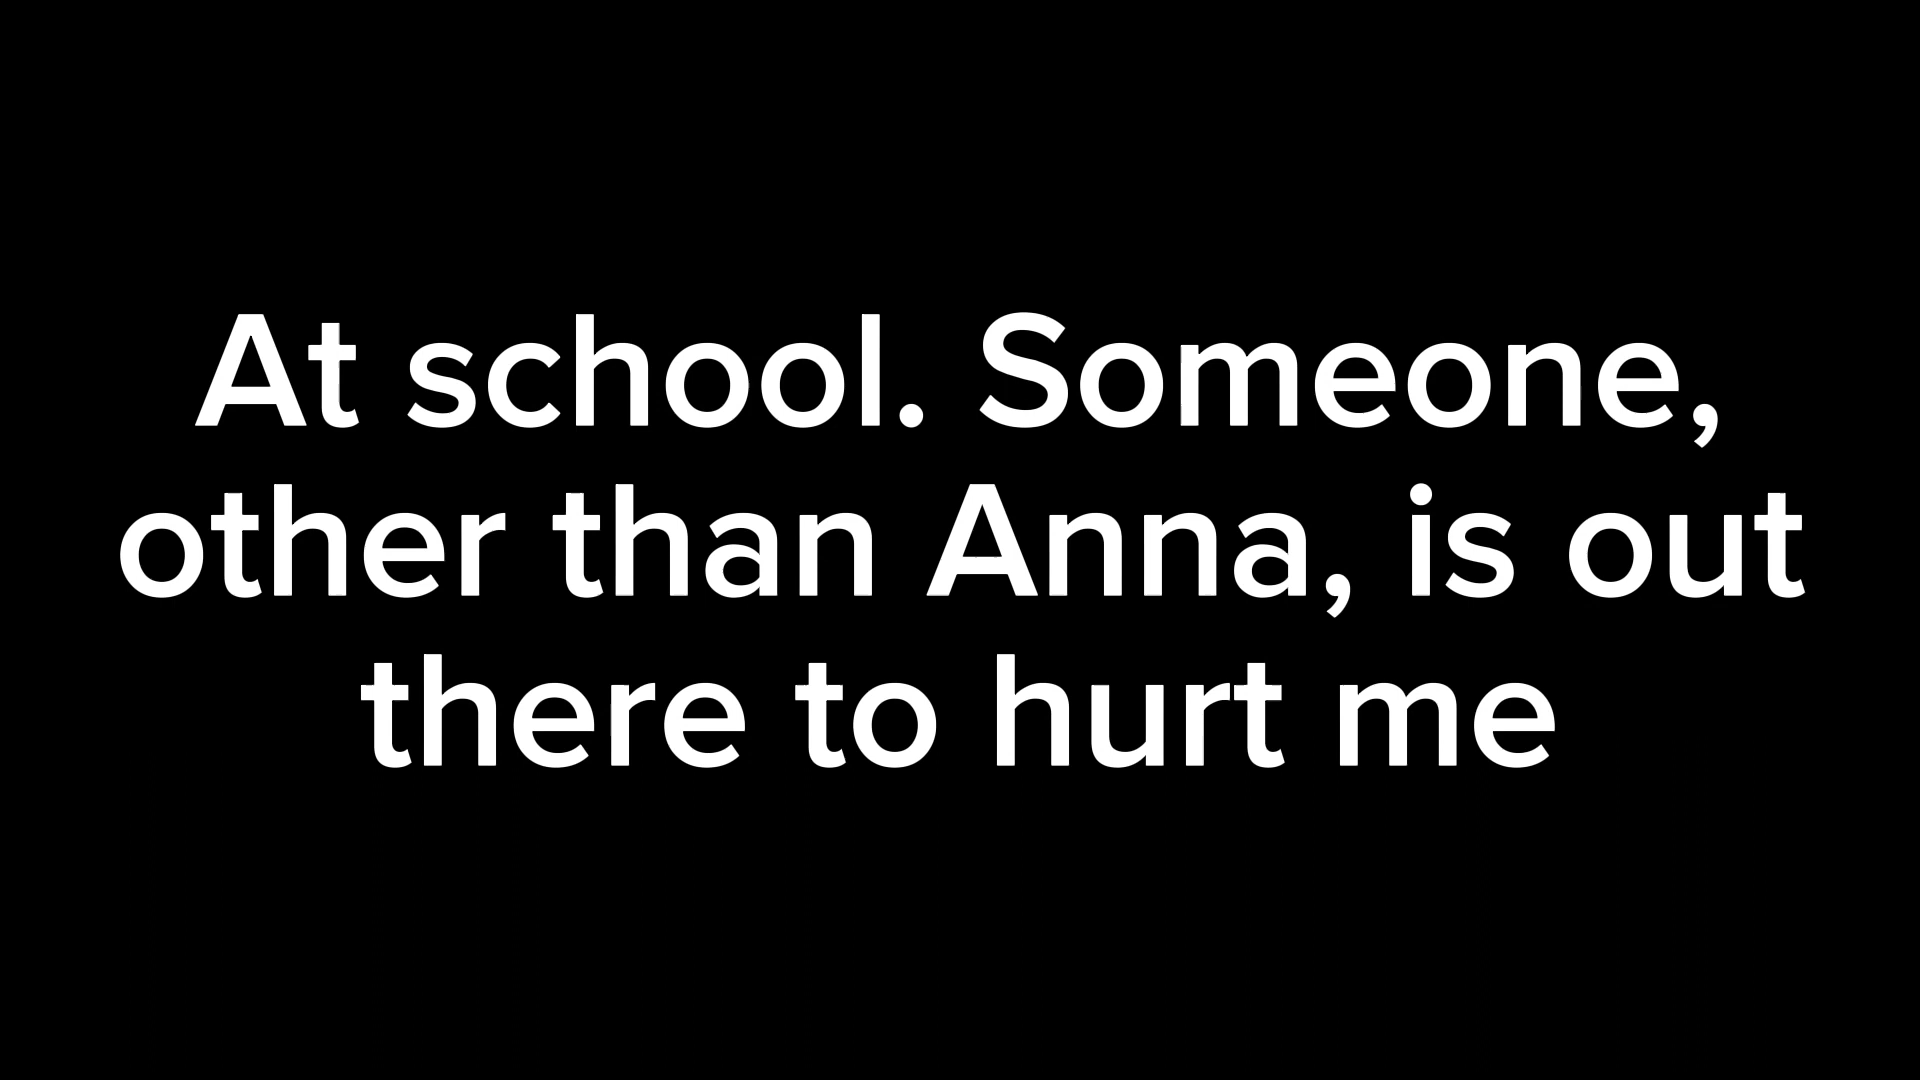 At school. Someone,
other than Anna, is out
there to hurt me